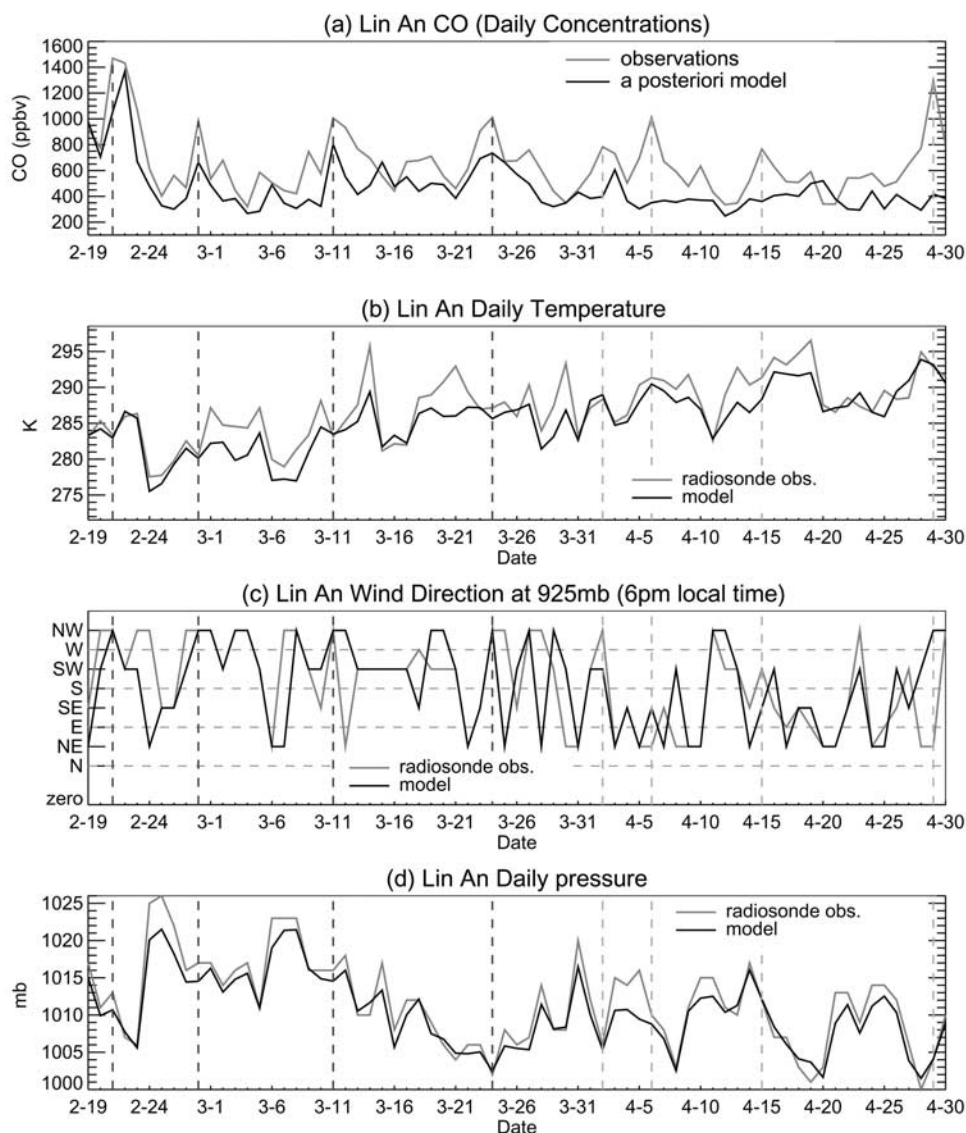 (a) Lin An CO (Daily Concentrations)
1600
1400
1200
1000
800
600
400
200
CO (ppbv)
observations
a posteriori model
2-19 2-24 3-1 3-6 3-11 3-16 3-21 3-26 3-31 4-5 4-10 4-15 4-20 4-25 4-30
(b) Lin An Daily Temperature
295
290
285
280
275
K
radiosonde obs.
model
2-19 2-24 3-1 3-6 3-11 3-16 3-21 3-26 3-31 4-5 4-10 4-15 4-20 4-25 4-30
Date
(c) Lin An Wind Direction at 925mb (6pm local time)
NW
W
SW
S
SE
E
NE
N
zero
radiosonde obs.
model
2-19 2-24 3-1 3-6 3-11 3-16 3-21 3-26 3-31 4-5 4-10 4-15 4-20 4-25 4-30
Date
(d) Lin An Daily pressure
1025
1020
1015
1010
1005
1000
mb
radiosonde obs.
model
2-19 2-24 3-1 3-6 3-11 3-16 3-21 3-26 3-31 4-5 4-10 4-15 4-20 4-25 4-30
Date